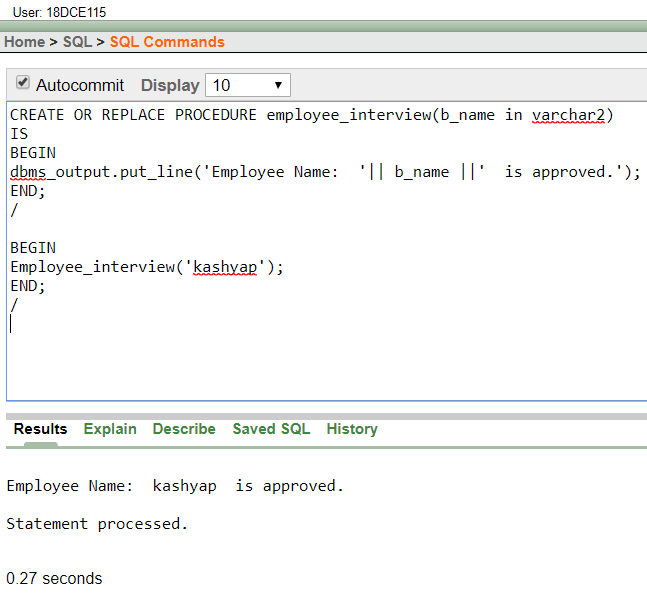 User: 18DCE115
Home > SQL > SQL Commands
Autocommit Display 10
CREATE OR REPLACE PROCEDURE employee_interview(b_name in varchar2)
IS
BEGIN
dbms_output.put_line('Employee Name:  '|| b_name ||'  is approved.');
END;
/
BEGIN
Employee_interview('kashyap');
END;
/
Results Explain Describe Saved SQL History
Employee Name:  kashyap  is approved.
Statement processed.
0.27 seconds